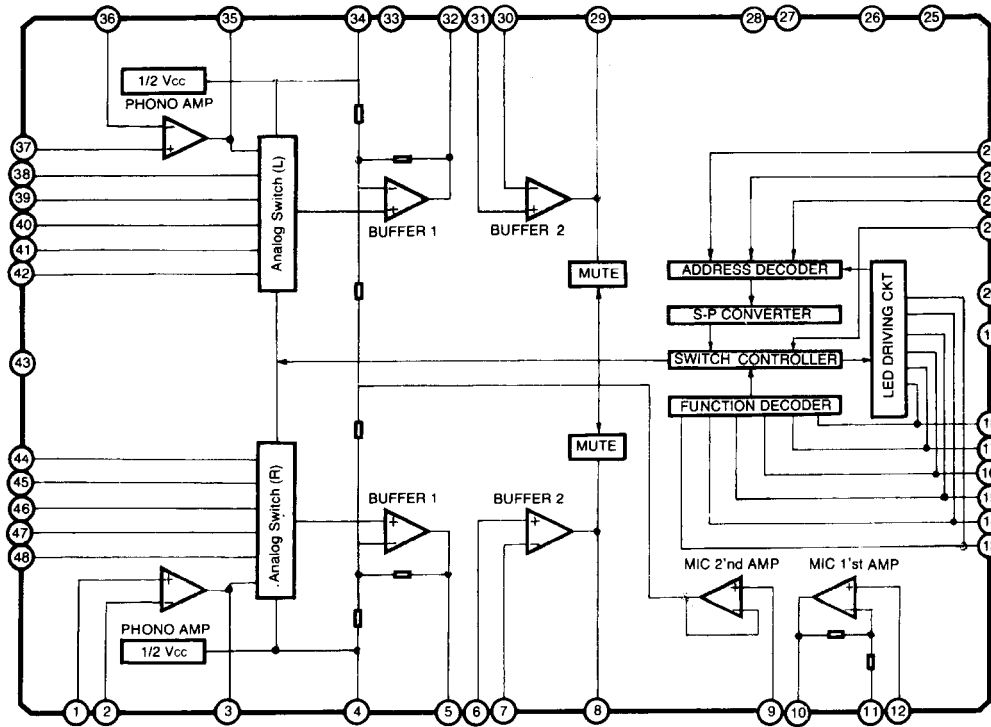 36 35 34 33 32 31 30 29 28 27 26 25
1/2 Vcc
PHONO AMP
37
38
39
40
41
42
Analog Switch (L)
BUFFER 1
BUFFER 2
MUTE
ADDRESS DECODER
S-P CONVERTER
SWITCH CONTROLLER
FUNCTION DECODER
LED DRIVING CKT
43
MUTE
44
45
46
47
48
Analog Switch (R)
BUFFER 1
BUFFER 2
16
MIC 2'nd AMP
MIC 1'st AMP
PHONO AMP
1/2 Vcc
1 2 3 4 5 6 7 8 9 10 11 12